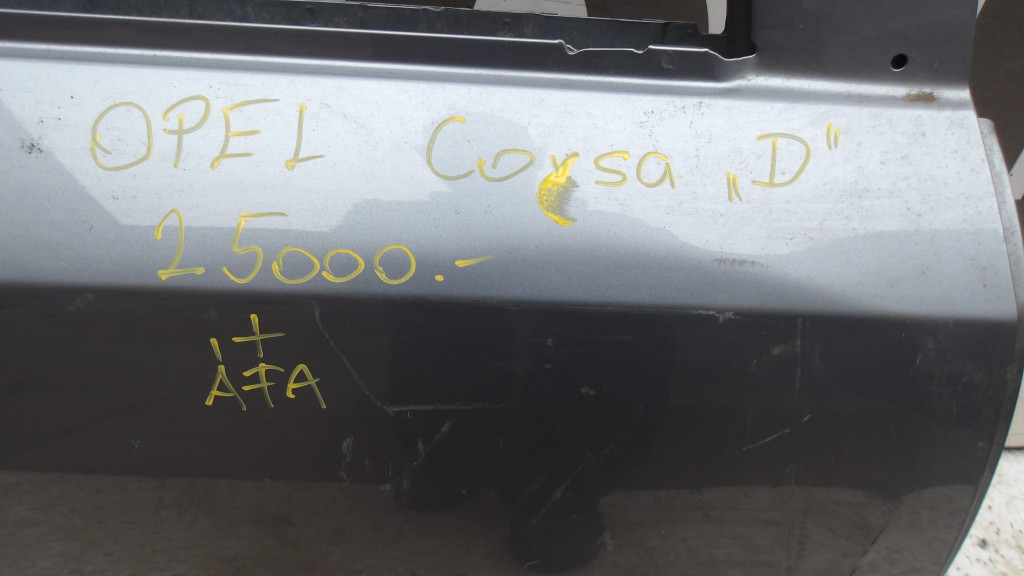 OPEL Corsa „D”
25000.-
+
ÁFA